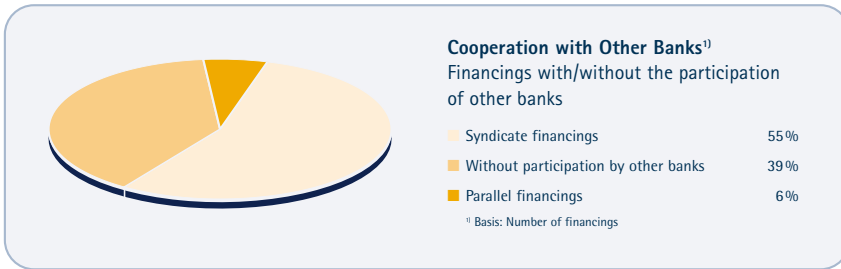 Cooperation with Other Banks¹⁾
Financings with/without the participation
of other banks
Syndicate financings 55%
Without participation by other banks 39%
Parallel financings 6%
¹⁾ Basis: Number of financings